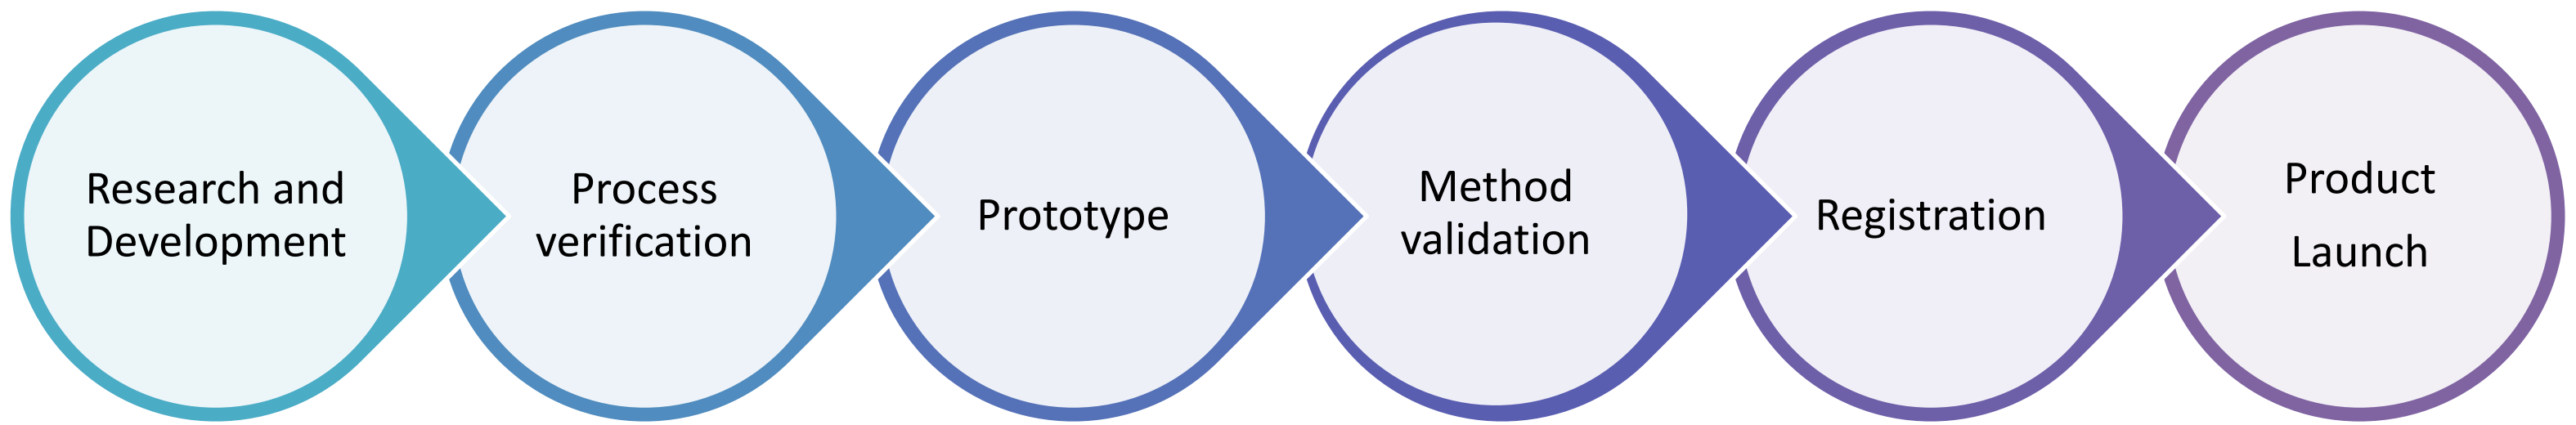 Research and
Development
Process
verification
Prototype
Method
validation
Registration
Product
Launch